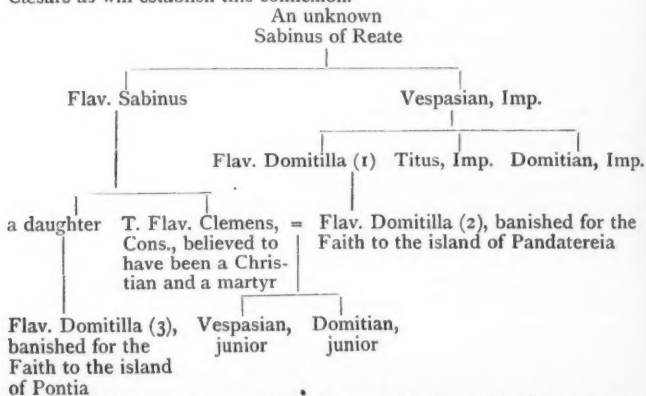 Cæsars as will establish this connexion.
An unknown
Sabinus of Reate
Flav. Sabinus Vespasian, Imp.
Flav. Domitilla (1) Titus, Imp. Domitian, Imp.
a daughter T. Flav. Clemens, = Flav. Domitilla (2), banished for the
Cons., believed to Faith to the island of Pandatereia
have been a Chris-
tian and a martyr
Flav. Domitilla (3), Vespasian, Domitian,
banished for the junior junior
Faith to the island
of Pontia